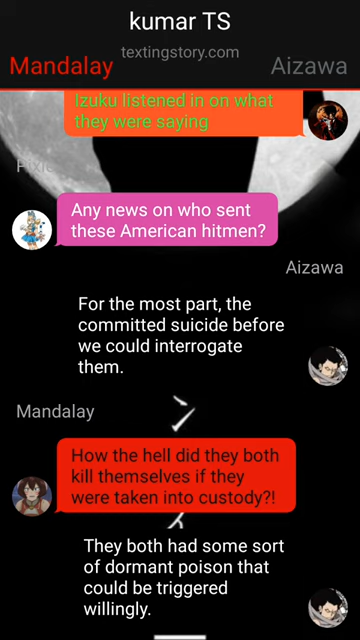 kumar TS
textingstory.com
Mandalay
Aizawa
Izuku listened in on what
they were saying
Any news on who sent
these American hitmen?
Aizawa
For the most part, the
committed suicide before
we could interrogate
them.
Mandalay
How the hell did they both
kill themselves if they
were taken into custody?!
They both had some sort
of dormant poison that
could be triggered
willingly.